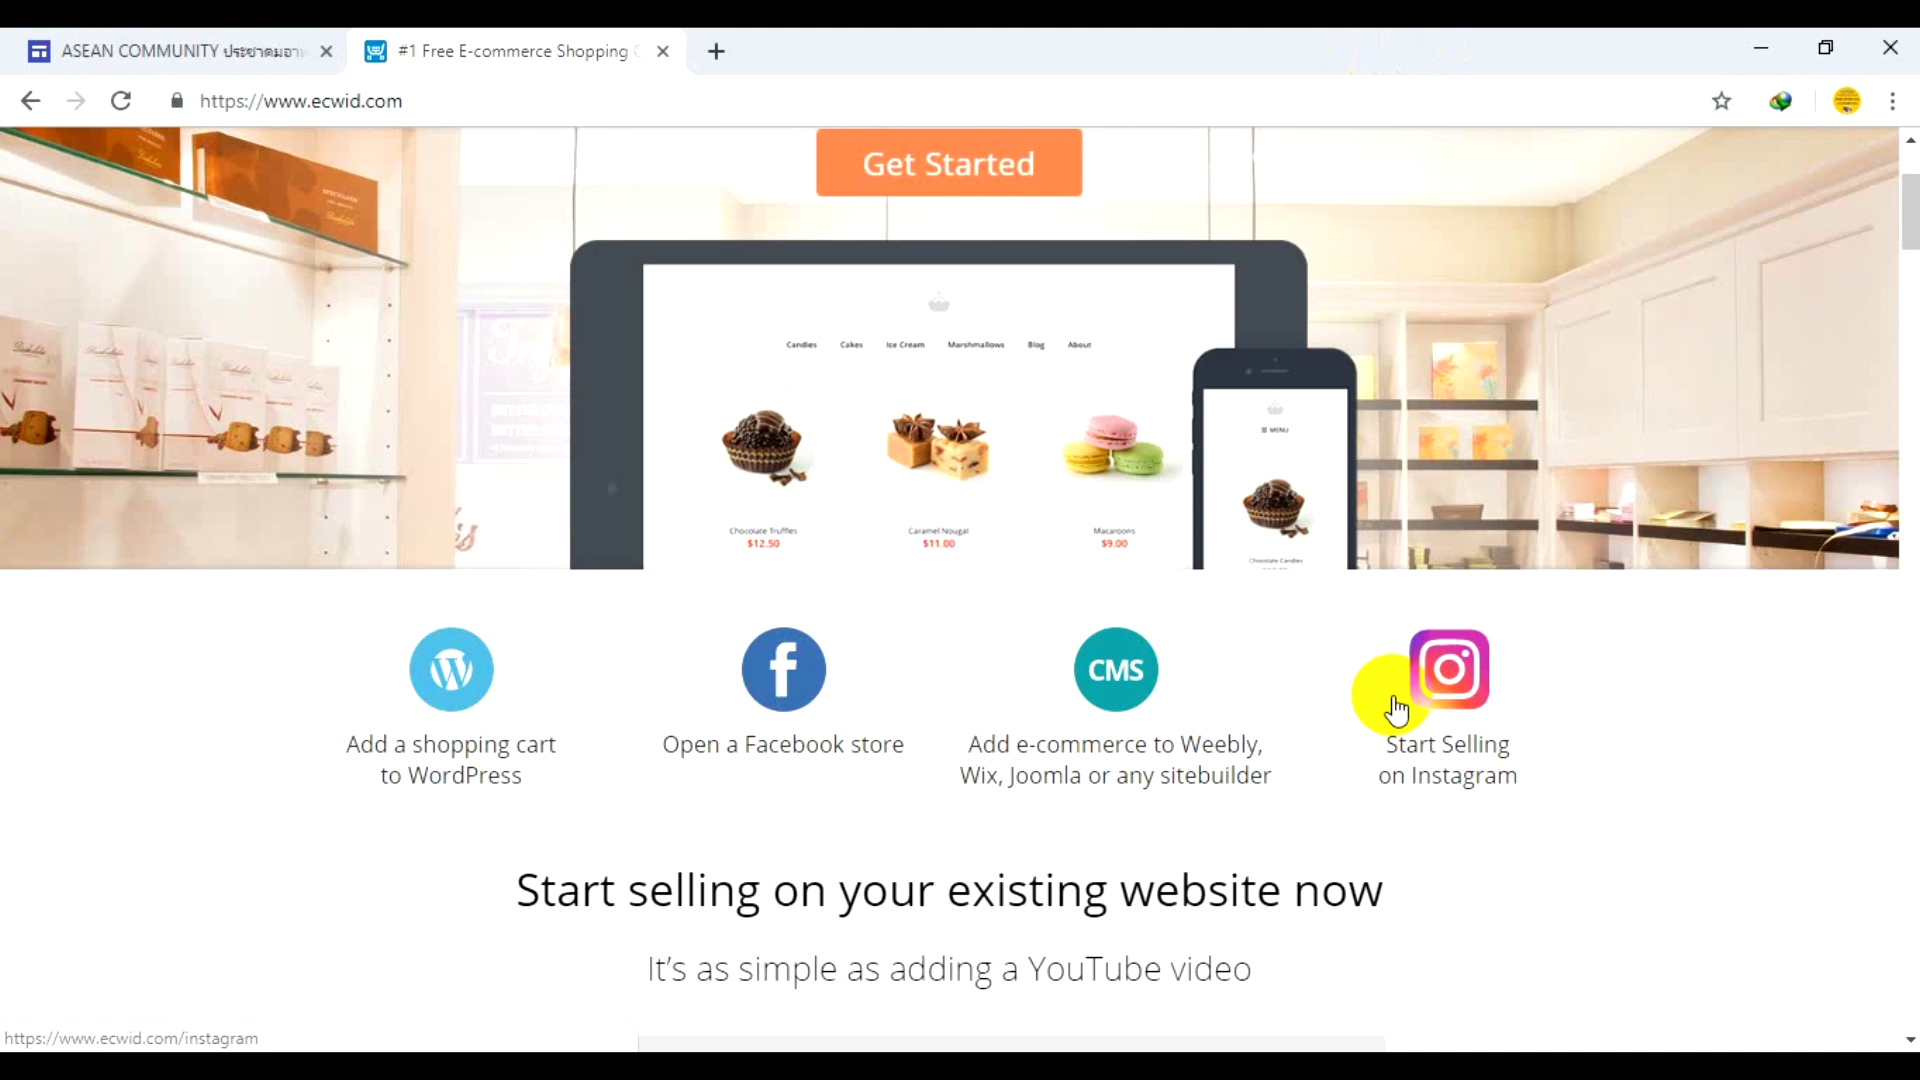 ASEAN COMMUNITY ประชาคมอาเ
#1 Free E-commerce Shopping
https://www.ecwid.com
Get Started
Candies Cakes Ice Cream Marshmallows Blog About
MENU
Chocolate Truffles Caramel Nougat Macaroons
$12.50 $11.00 $9.00
Chocolate Candies
CMS
Add a shopping cart
to WordPress
Open a Facebook store
Add e-commerce to Weebly,
Wix, Joomla or any sitebuilder
Start Selling
on Instagram
Start selling on your existing website now
It's as simple as adding a YouTube video
https://www.ecwid.com/instagram